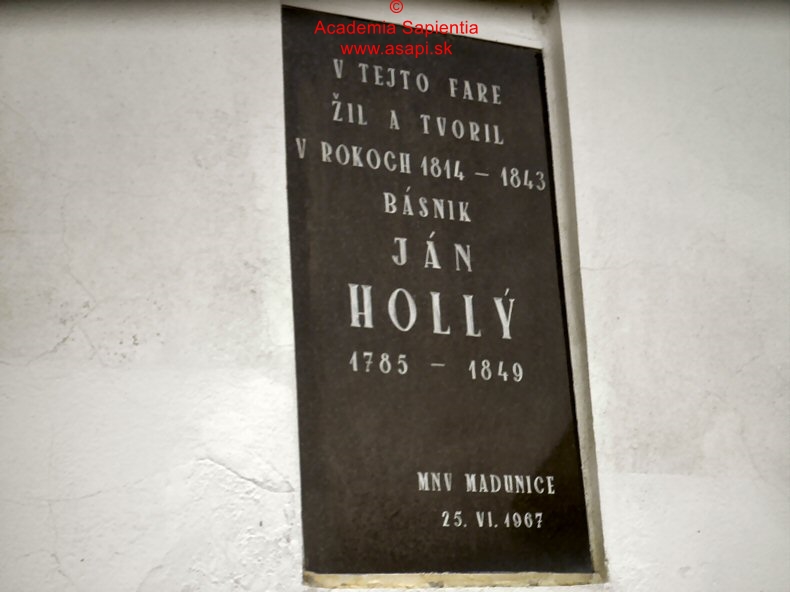 ©
Academia Sapientia
www.asapi.sk
V TEJTO FARE
ŽIL A TVORIL
V ROKOCH 1814 – 1843
BÁSNIK
JÁN
HOLLÝ
1785 – 1849
MNV MADUNICE
25. VI. 1967